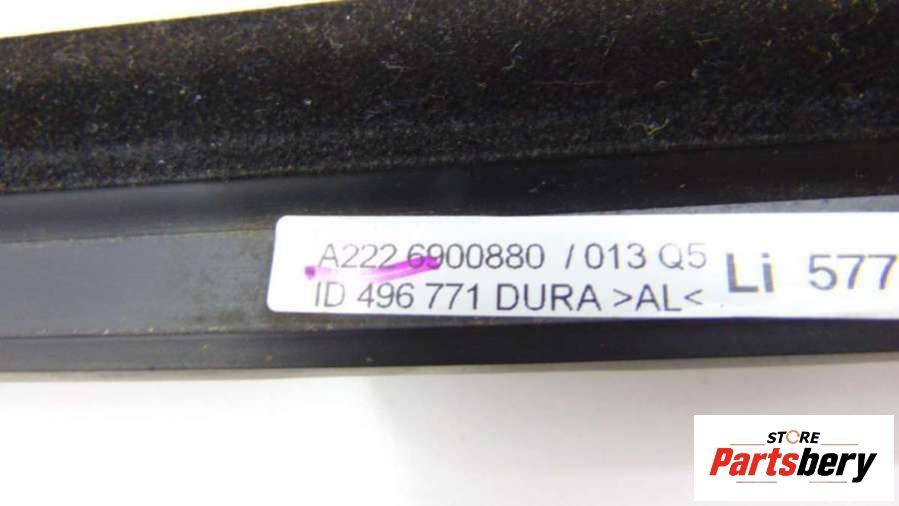 A222 6900880 / 013 Q5
ID 496 771 DURA >AL<
Li 577
STORE
Partsbery